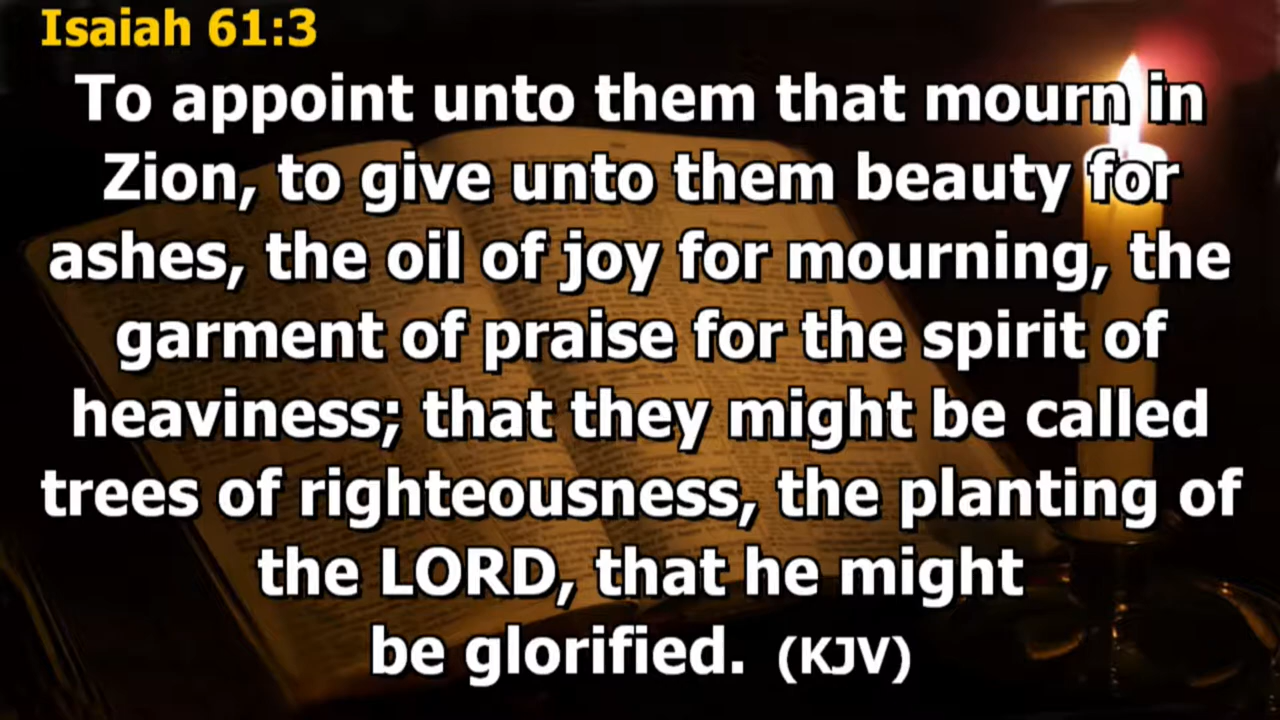 Isaiah 61:3
To appoint unto them that mourn in
Zion, to give unto them beauty for
ashes, the oil of joy for mourning, the
garment of praise for the spirit of
heaviness; that they might be called
trees of righteousness, the planting of
the LORD, that he might
be glorified. (KJV)